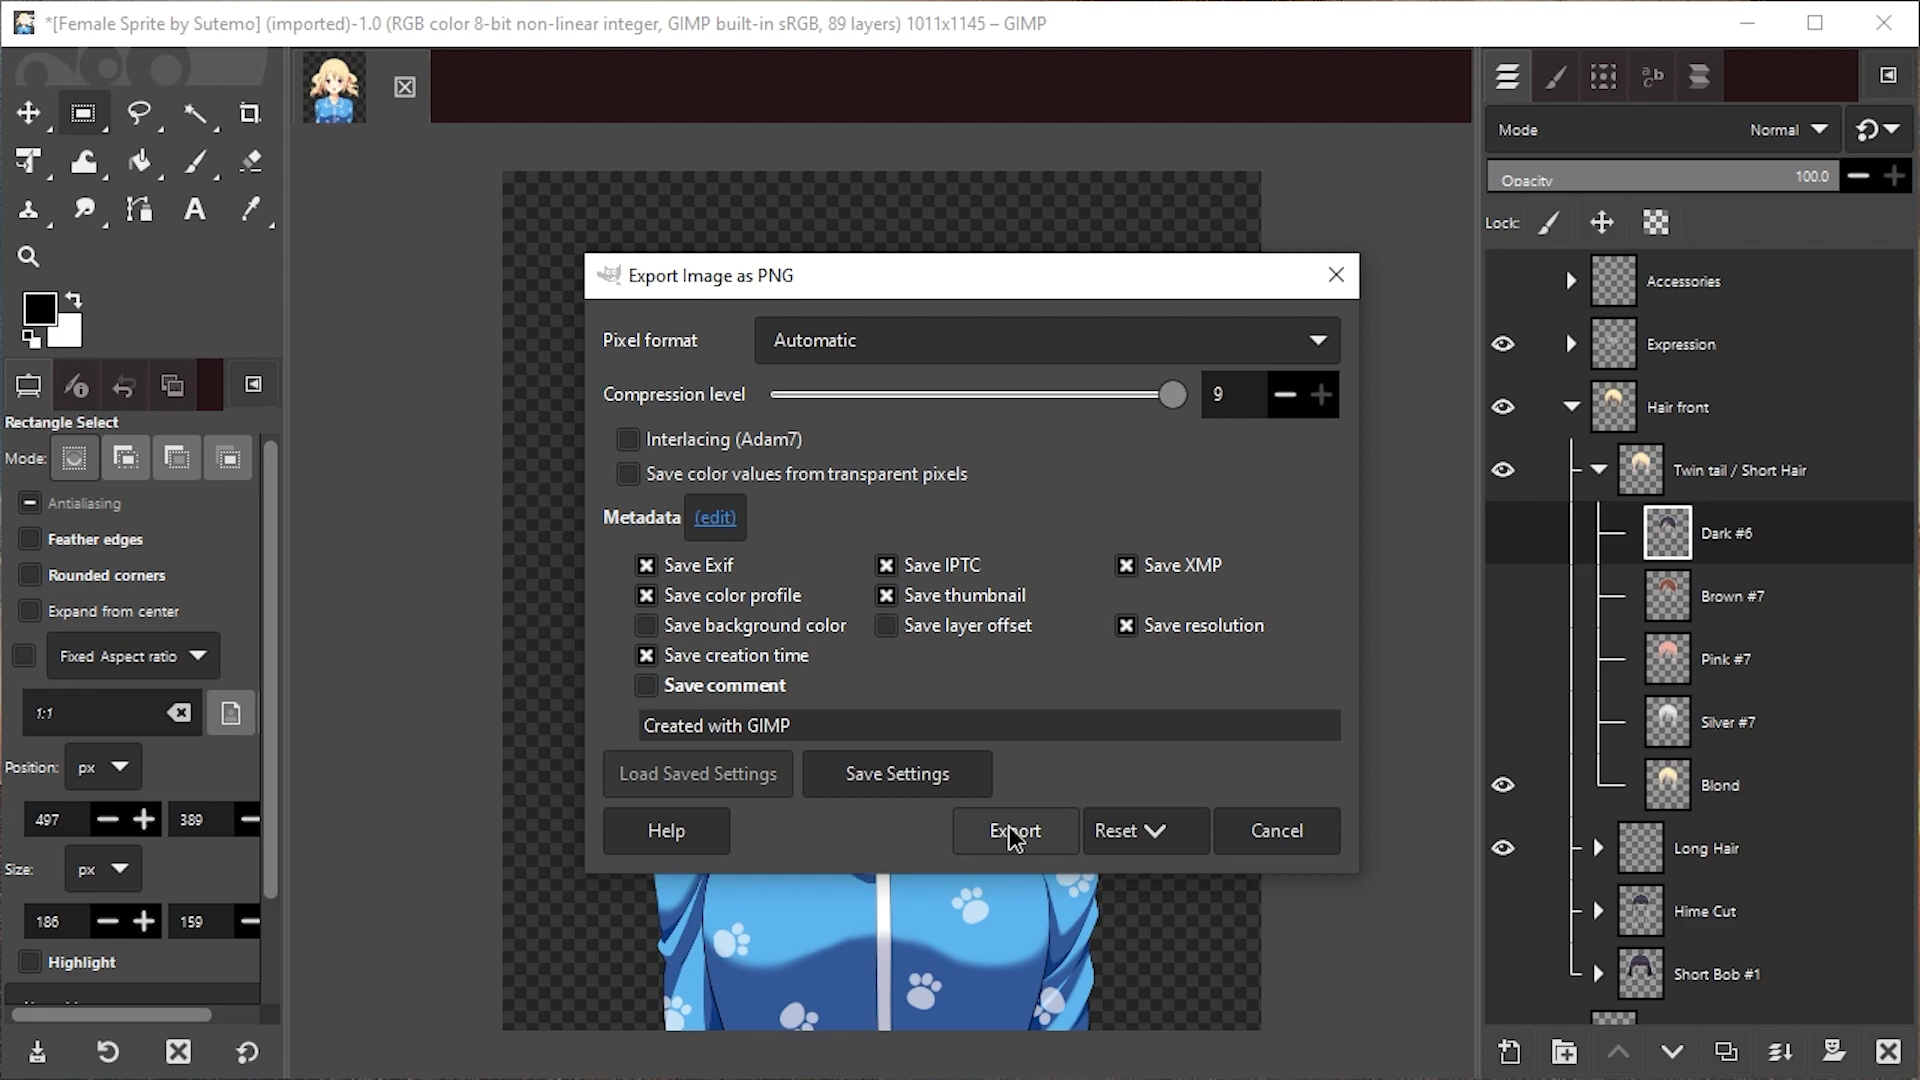 *[Female Sprite by Sutemo] (imported)-1.0 (RGB color 8-bit non-linear integer, GIMP built-in sRGB, 89 layers) 1011x1145 – GIMP
Rectangle Select
Mode:
Antialiasing
Feather edges
Rounded corners
Expand from center
Fixed Aspect ratio
1:1
Position:
px
497
389
Size:
px
186
159
Highlight
Export Image as PNG
Pixel format
Automatic
Compression level
9
Interlacing (Adam7)
Save color values from transparent pixels
Metadata (edit)
Save Exif Save IPTC Save XMP
Save color profile Save thumbnail
Save background color Save layer offset Save resolution
Save creation time
Save comment
Created with GIMP
Load Saved Settings Save Settings
Help Export Reset Cancel
Mode Normal
Opacity 100.0
Lock:
Accessories
Expression
Hair front
Twin tail / Short Hair
Dark #6
Brown #7
Pink #7
Silver #7
Blond
Long Hair
Hime Cut
Short Bob #1